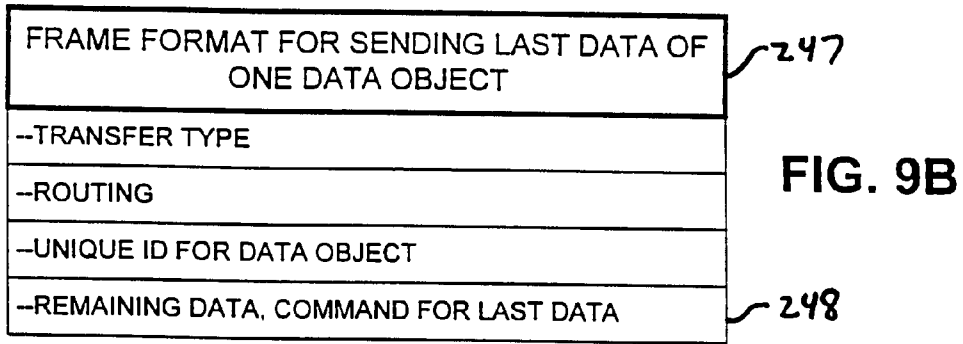 FRAME FORMAT FOR SENDING LAST DATA OF
ONE DATA OBJECT
247
--TRANSFER TYPE
--ROUTING
FIG. 9B
--UNIQUE ID FOR DATA OBJECT
--REMAINING DATA, COMMAND FOR LAST DATA
248